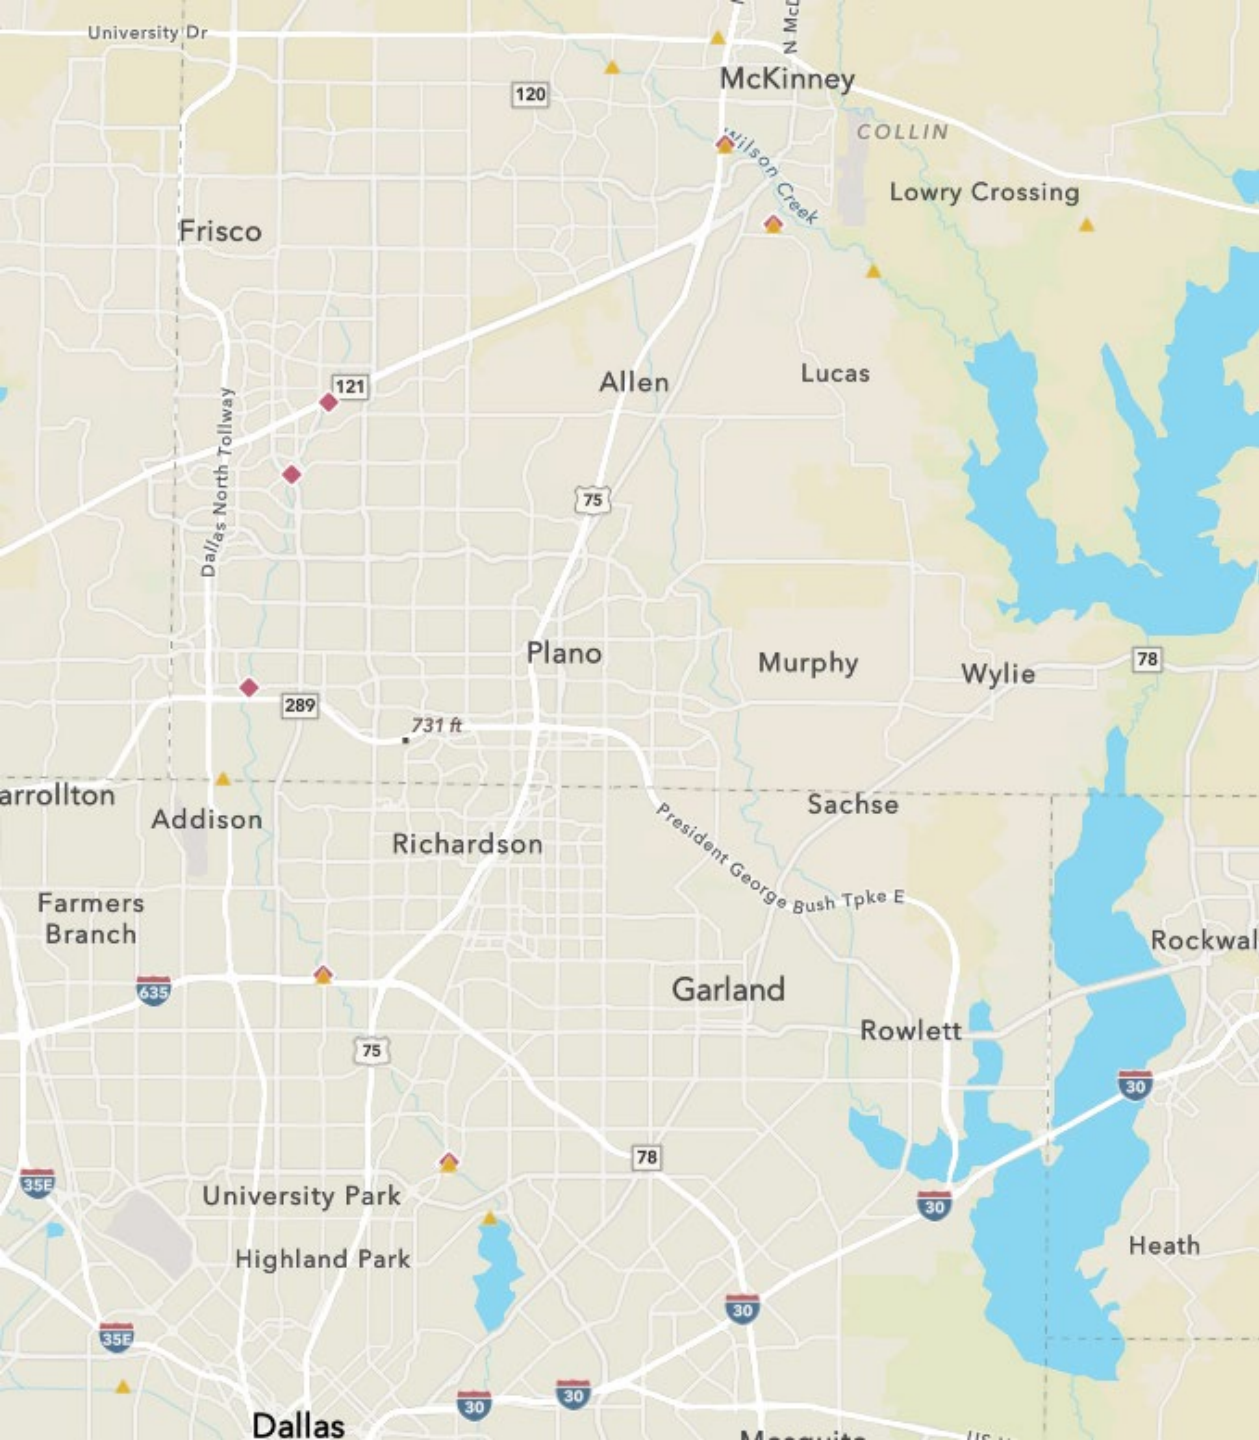 University Dr
N McD
McKinney
120
COLLIN
Wilson Creek
Lowry Crossing
Frisco
121
Allen
Lucas
Dallas North Tollway
75
Plano
Murphy
Wylie
78
289
731 ft
arrollton
Addison
Sachse
Richardson
President George Bush Tpke E
Farmers
Branch
Rockwal
635
Garland
Rowlett
75
30
78
35E
University Park
30
Highland Park
Heath
30
35E
30
30
Dallas
Mesquite
US H